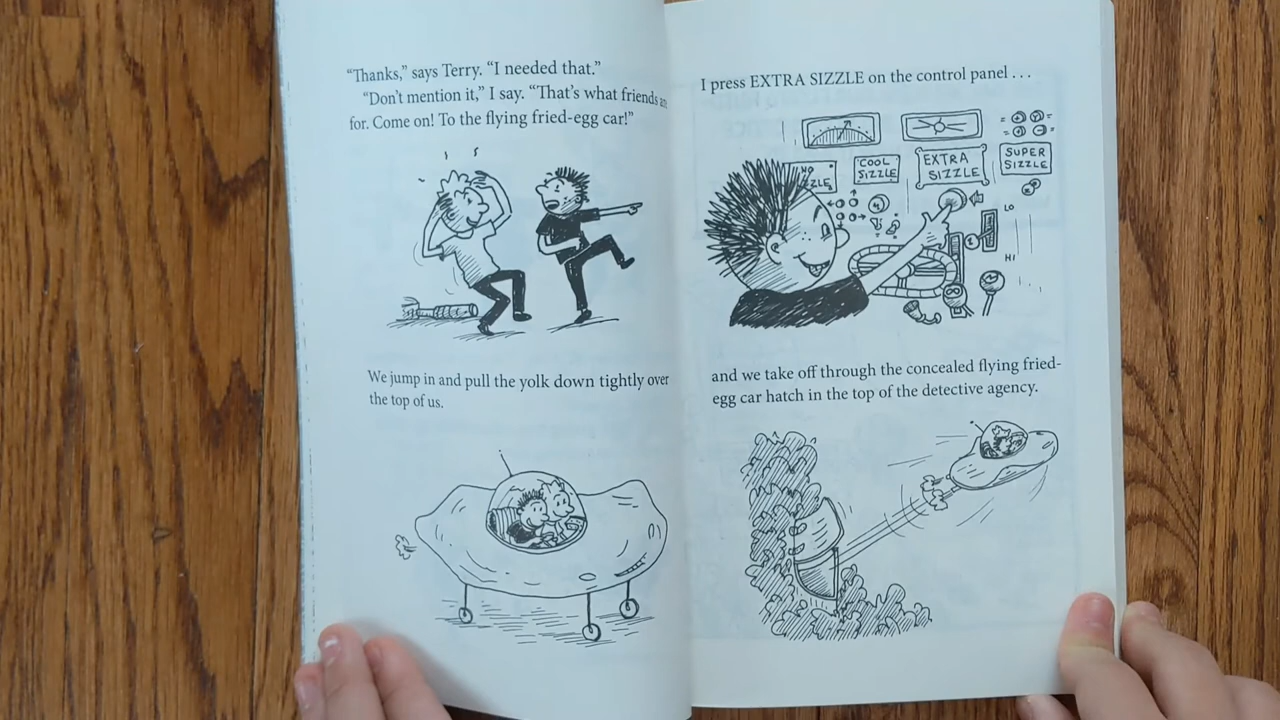 “Thanks,” says Terry. “I needed that.”
“Don’t mention it,” I say. “That’s what friends
for. Come on! To the flying fried-egg car!”
We jump in and pull the yolk down tightly over
the top of us.
I press EXTRA SIZZLE on the control panel . . .
COOL
SIZZLE
EXTRA
SIZZLE
SUPER
SIZZLE
LO
HI
and we take off through the concealed flying fried-
egg car hatch in the top of the detective agency.